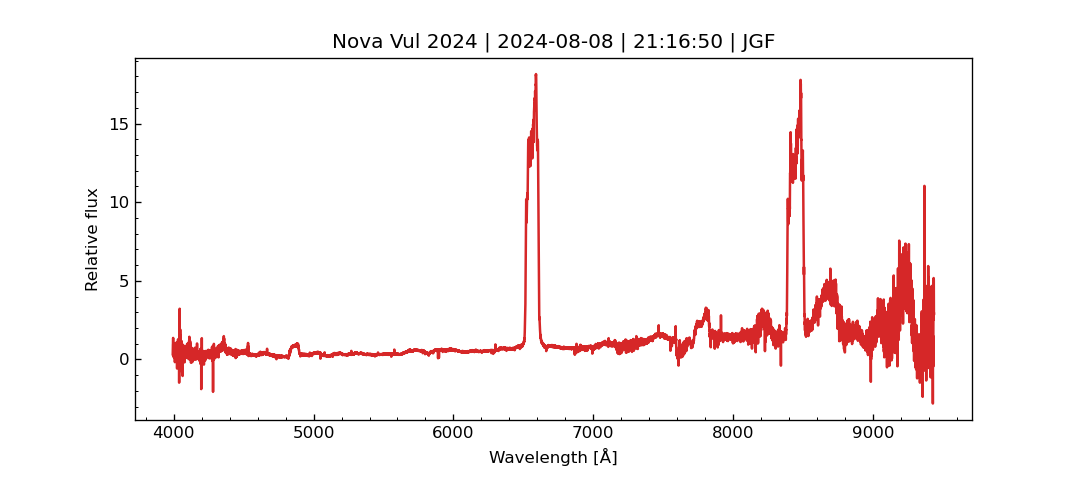 Nova Vul 2024 | 2024-08-08 | 21:16:50 | JGF
15
10
5
0
Relative flux
4000 5000 6000 7000 8000 9000
Wavelength [Å]